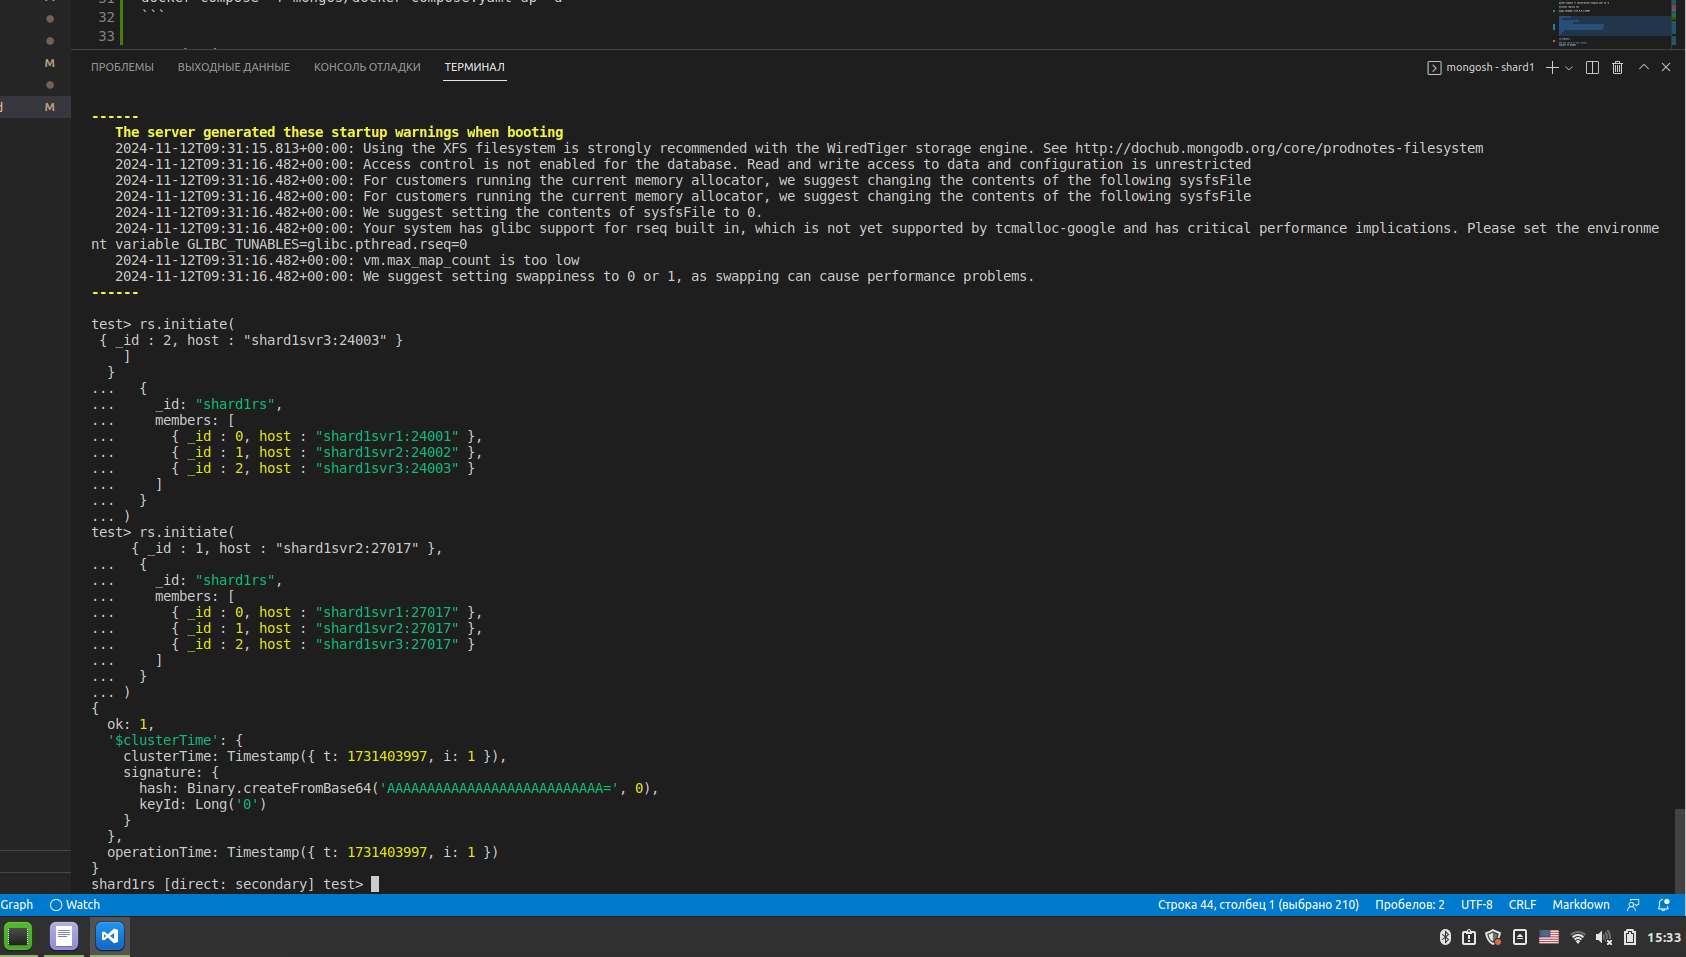 32 ```
33
ПРОБЛЕМЫ ВЫХОДНЫЕ ДАННЫЕ КОНСОЛЬ ОТЛАДКИ ТЕРМИНАЛ mongosh - shard1
M
M
------
The server generated these startup warnings when booting
2024-11-12T09:31:15.813+00:00: Using the XFS filesystem is strongly recommended with the WiredTiger storage engine. See http://dochub.mongodb.org/core/prodnotes-filesystem
2024-11-12T09:31:16.482+00:00: Access control is not enabled for the database. Read and write access to data and configuration is unrestricted
2024-11-12T09:31:16.482+00:00: For customers running the current memory allocator, we suggest changing the contents of the following sysfsFile
2024-11-12T09:31:16.482+00:00: For customers running the current memory allocator, we suggest changing the contents of the following sysfsFile
2024-11-12T09:31:16.482+00:00: We suggest setting the contents of sysfsFile to 0.
2024-11-12T09:31:16.482+00:00: Your system has glibc support for rseq built in, which is not yet supported by tcmalloc-google and has critical performance implications. Please set the environme
nt variable GLIBC_TUNABLES=glibc.pthread.rseq=0
2024-11-12T09:31:16.482+00:00: vm.max_map_count is too low
2024-11-12T09:31:16.482+00:00: We suggest setting swappiness to 0 or 1, as swapping can cause performance problems.
------
test> rs.initiate(
{ _id : 2, host : "shard1svr3:24003" }
]
}
... {
... _id: "shard1rs",
... members: [
... { _id : 0, host : "shard1svr1:24001" },
... { _id : 1, host : "shard1svr2:24002" },
... { _id : 2, host : "shard1svr3:24003" }
... ]
... }
... )
test> rs.initiate(
{ _id : 1, host : "shard1svr2:27017" },
... {
... _id: "shard1rs",
... members: [
... { _id : 0, host : "shard1svr1:27017" },
... { _id : 1, host : "shard1svr2:27017" },
... { _id : 2, host : "shard1svr3:27017" }
... ]
... }
... )
{
ok: 1,
'$clusterTime': {
clusterTime: Timestamp({ t: 1731403997, i: 1 }),
signature: {
hash: Binary.createFromBase64('AAAAAAAAAAAAAAAAAAAAAAAAAAA=', 0),
keyId: Long('0')
}
},
operationTime: Timestamp({ t: 1731403997, i: 1 })
}
shard1rs [direct: secondary] test>
Graph Watch Строка 44, столбец 1 (выбрано 210) Пробелов: 2 UTF-8 CRLF Markdown
15:33